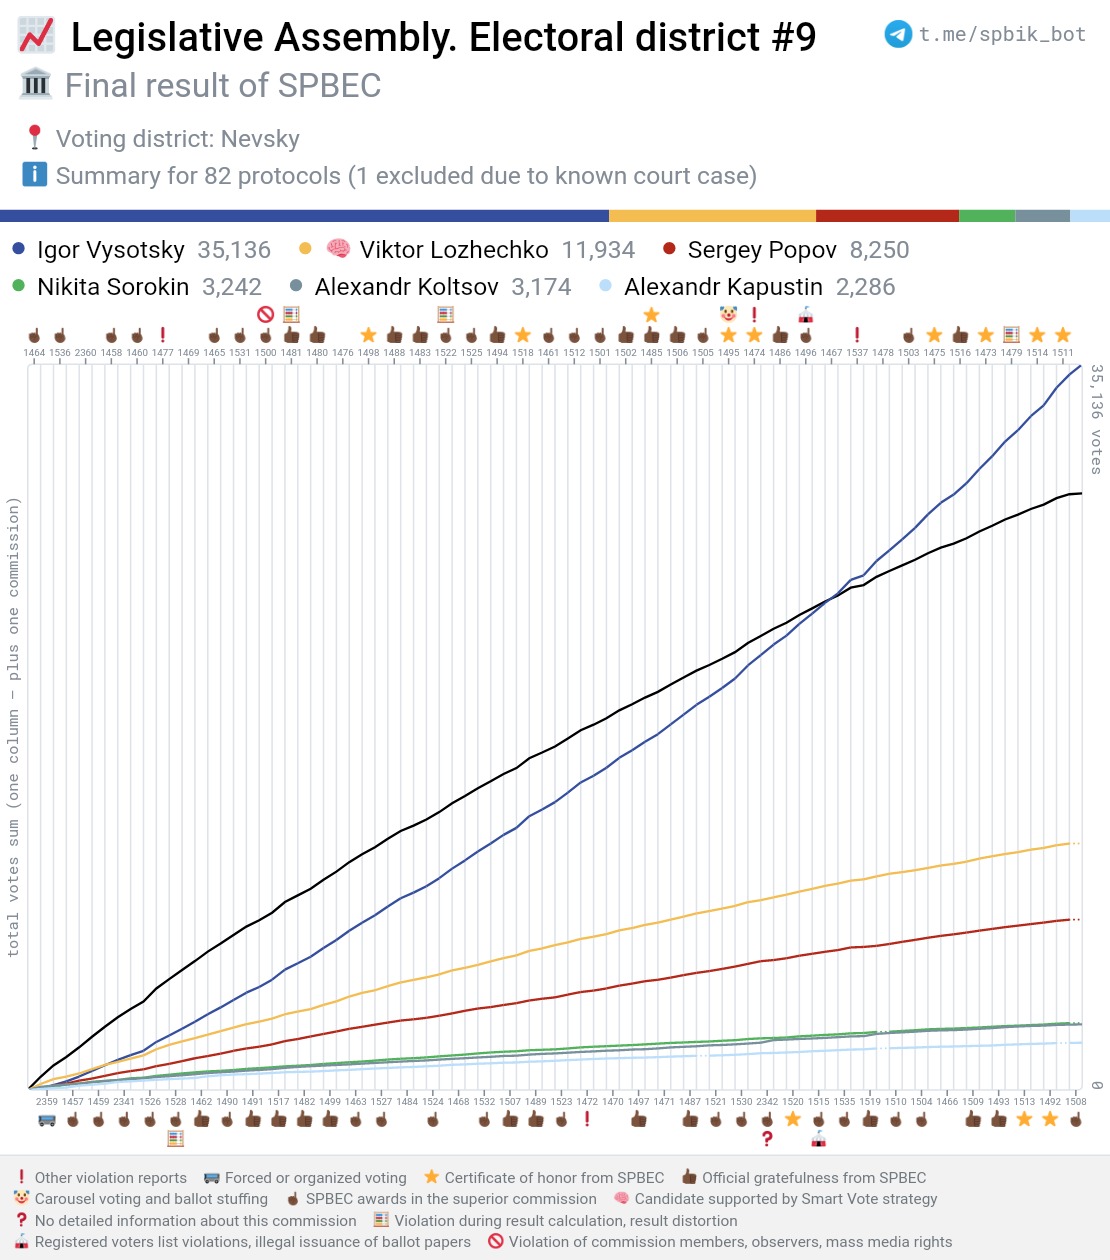 Legislative Assembly. Electoral district #9
t.me/spbik_bot
Final result of SPBEC
Voting district: Nevsky
Summary for 82 protocols (1 excluded due to known court case)
Igor Vysotsky 35,136 Viktor Lozhechko 11,934 Sergey Popov 8,250
Nikita Sorokin 3,242 Alexandr Koltsov 3,174 Alexandr Kapustin 2,286
1464 1536 2360 1458 1460 1477 1469 1465 1531 1500 1481 1480 1476 1498 1488 1483 1522 1525 1494 1518 1461 1512 1501 1502 1485 1506 1505 1495 1474 1486 1496 1467 1537 1478 1503 1475 1516 1473 1479 1514 1511
35,136 votes
total votes sum (one column – plus one commission)
0
2359 1457 1459 2341 1526 1528 1462 1490 1491 1517 1482 1499 1463 1527 1484 1524 1468 1532 1507 1489 1523 1472 1470 1497 1471 1487 1521 1530 2342 1520 1515 1535 1519 1510 1504 1466 1509 1493 1513 1492 1508
Other violation reports Forced or organized voting Certificate of honor from SPBEC Official gratefulness from SPBEC
Carousel voting and ballot stuffing SPBEC awards in the superior commission Candidate supported by Smart Vote strategy
No detailed information about this commission Violation during result calculation, result distortion
Registered voters list violations, illegal issuance of ballot papers Violation of commission members, observers, mass media rights